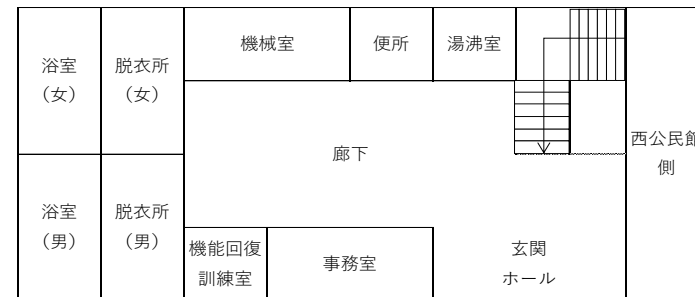 機械室
便所
湯沸室
浴室
（女）
脱衣所
（女）
廊下
西公民館
側
浴室
（男）
脱衣所
（男）
機能回復
訓練室
事務室
玄関
ホール